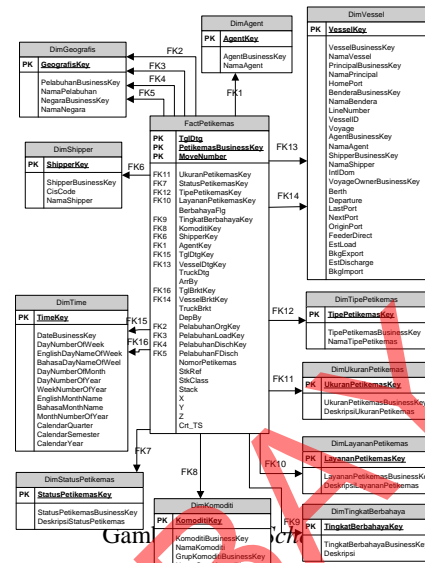 DimGeografis
PK GeografisKey
PelabuhanBusinessKey
NamaPelabuhan
NegaraBusinessKey
NamaNegara
FK2
FK3
FK4
FK5
DimAgent
PK AgentKey
AgentBusinessKey
NamaAgent
FK1
DimVessel
PK VesselKey
VesselBusinessKey
NamaVessel
PrincipalBusinessKey
NamaPrincipal
HomePort
BenderaBusinessKey
NamaBendera
LineNumber
VesselID
Voyage
AgentBusinessKey
NamaAgent
ShipperBusinessKey
NamaShipper
IntlDom
VoyageOwnerBusinessKey
Berth
Departure
LastPort
NextPort
OriginPort
FeederDirect
EstLoad
BkgExport
EstDischarge
BkgImport
FK13
FK14
FactPetikemas
PK TglDtg
PK PetikemasBusinessKey
PK MoveNumber
FK11 UkuranPetikemasKey
FK7 StatusPetikemasKey
FK12 TipePetikemasKey
FK10 LayananPetikemasKey
BerbahayaFlg
FK9 TingkatBerbahayaKey
FK8 KomoditiKey
FK6 ShipperKey
FK1 AgentKey
FK15 TglDtgKey
FK13 VesselDtgKey
TruckDtg
ArrBy
FK16 TglBrktKey
FK14 VesselBrktKey
TruckBrkt
DepBy
FK2 PelabuhanOrgKey
FK3 PelabuhanLoadKey
FK4 PelabuhanDischKey
FK5 PelabuhanFDisch
NomorPetikemas
StkRef
StkClass
Stack
X
Y
Z
Crt_TS
DimShipper
PK ShipperKey
ShipperBusinessKey
CisCode
NamaShipper
FK6
DimTime
PK TimeKey
DateBusinessKey
DayNumberOfWeek
EnglishDayNameOfWeek
BahasaDayNameOfWeek
DayNumberOfMonth
DayNumberOfYear
WeekNumberOfYear
EnglishMonthName
BahasaMonthName
MonthNumberOfYear
CalendarQuarter
CalendarSemester
CalendarYear
FK15
FK16
DimTipePetikemas
PK TipePetikemasKey
TipePetikemasBusinessKey
NamaTipePetikemas
FK12
DimUkuranPetikemas
PK UkuranPetikemasKey
UkuranPetikemasBusinessKey
DeskripsiUkuranPetikemas
FK11
DimLayananPetikemas
PK LayananPetikemasKey
LayananPetikemasBusinessKey
DeskripsiLayananPetikemas
FK10
DimStatusPetikemas
PK StatusPetikemasKey
StatusPetikemasBusinessKey
DeskripsiStatusPetikemas
FK7
DimKomoditi
PK KomoditiKey
KomoditiBusinessKey
NamaKomoditi
GrupKomoditiBusinessKey
FK8
DimTingkatBerbahaya
PK TingkatBerbahayaKey
TingkatBerbahayaBusinessKey
Deskripsi
FK9